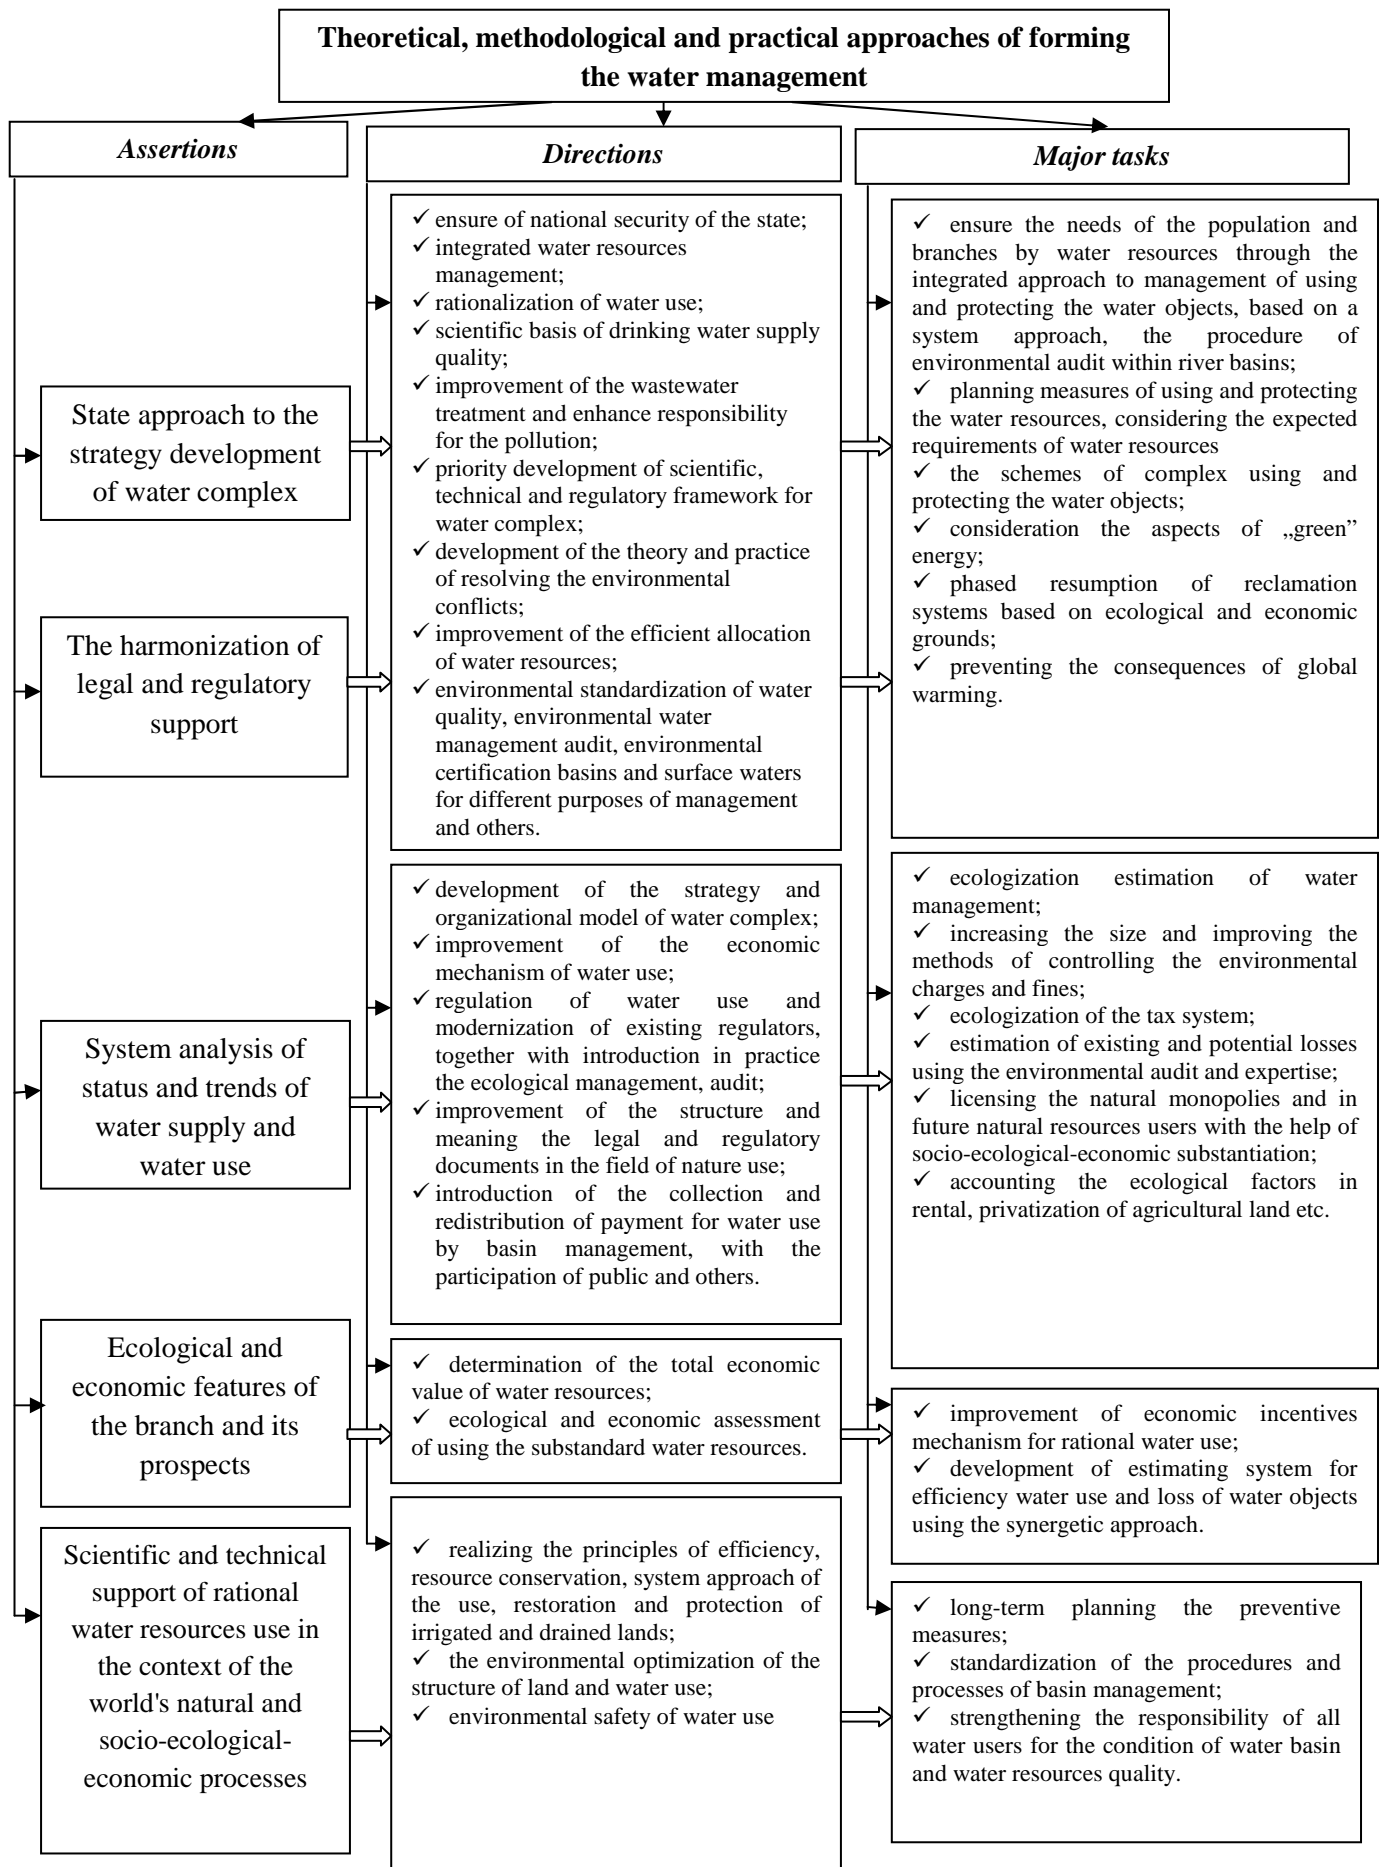 Theoretical, methodological and practical approaches of forming
the water management
Assertions
Directions
Major tasks
State approach to the
strategy development
of water complex
The harmonization of
legal and regulatory
support
System analysis of
status and trends of
water supply and
water use
Ecological and
economic features of
the branch and its
prospects
Scientific and technical
support of rational
water resources use in
the context of the
world's natural and
socio-ecological-
economic processes
✓ ensure of national security of the state;
✓ integrated water resources
management;
✓ rationalization of water use;
✓ scientific basis of drinking water supply
quality;
✓ improvement of the wastewater
treatment and enhance responsibility
for the pollution;
✓ priority development of scientific,
technical and regulatory framework for
water complex;
✓ development of the theory and practice
of resolving the environmental
conflicts;
✓ improvement of the efficient allocation
of water resources;
✓ environmental standardization of water
quality, environmental water
management audit, environmental
certification basins and surface waters
for different purposes of management
and others.
✓ development of the strategy and
organizational model of water complex;
✓ improvement of the economic
mechanism of water use;
✓ regulation of water use and
modernization of existing regulators,
together with introduction in practice
the ecological management, audit;
✓ improvement of the structure and
meaning the legal and regulatory
documents in the field of nature use;
✓ introduction of the collection and
redistribution of payment for water use
by basin management, with the
participation of public and others.
✓ determination of the total economic
value of water resources;
✓ ecological and economic assessment
of using the substandard water resources.
✓ realizing the principles of efficiency,
resource conservation, system approach of
the use, restoration and protection of
irrigated and drained lands;
✓ the environmental optimization of the
structure of land and water use;
✓ environmental safety of water use
✓ ensure the needs of the population and
branches by water resources through the
integrated approach to management of using
and protecting the water objects, based on a
system approach, the procedure of
environmental audit within river basins;
✓ planning measures of using and protecting
the water resources, considering the expected
requirements of water resources
✓ the schemes of complex using and
protecting the water objects;
✓ consideration the aspects of „green”
energy;
✓ phased resumption of reclamation
systems based on ecological and economic
grounds;
✓ preventing the consequences of global
warming.
✓ ecologization estimation of water
management;
✓ increasing the size and improving the
methods of controlling the environmental
charges and fines;
✓ ecologization of the tax system;
✓ estimation of existing and potential losses
using the environmental audit and expertise;
✓ licensing the natural monopolies and in
future natural resources users with the help of
socio-ecological-economic substantiation;
✓ accounting the ecological factors in
rental, privatization of agricultural land etc.
✓ improvement of economic incentives
mechanism for rational water use;
✓ development of estimating system for
efficiency water use and loss of water objects
using the synergetic approach.
✓ long-term planning the preventive
measures;
✓ standardization of the procedures and
processes of basin management;
✓ strengthening the responsibility of all
water users for the condition of water basin
and water resources quality.